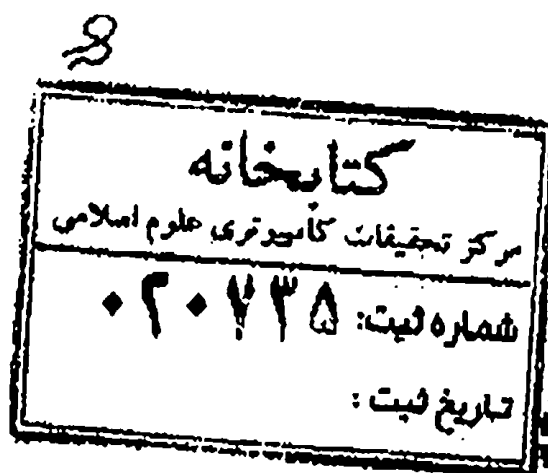 کتابخانه
مرکز تحقیقات کامپیوتری علوم اسلامی
شماره ثبت: ۰۲۰۷۳۵
تاریخ ثبت :